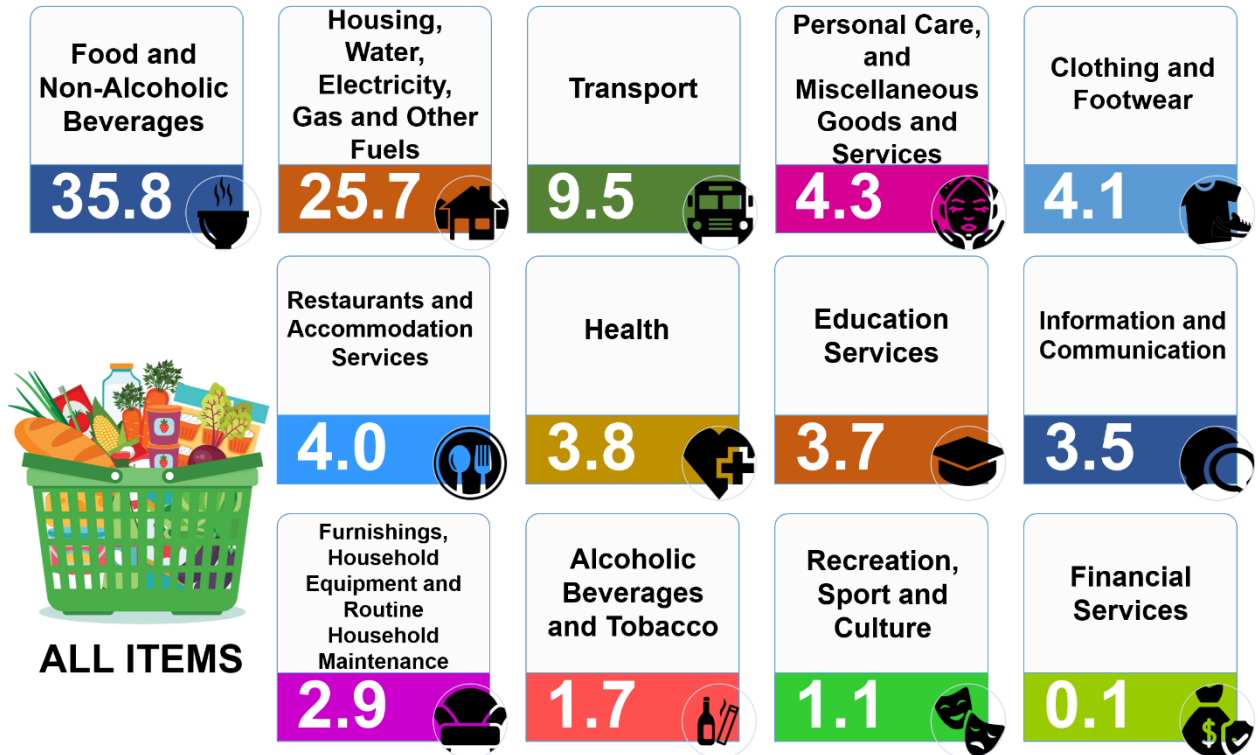 Food and
Non-Alcoholic
Beverages
35.8
Housing,
Water,
Electricity,
Gas and Other
Fuels
25.7
Transport
9.5
Personal Care,
and
Miscellaneous
Goods and
Services
4.3
Clothing and
Footwear
4.1
Restaurants and
Accommodation
Services
4.0
Health
3.8
Education
Services
3.7
Information and
Communication
3.5
ALL ITEMS
Furnishings,
Household
Equipment and
Routine
Household
Maintenance
2.9
Alcoholic
Beverages
and Tobacco
1.7
Recreation,
Sport and
Culture
1.1
Financial
Services
0.1
$